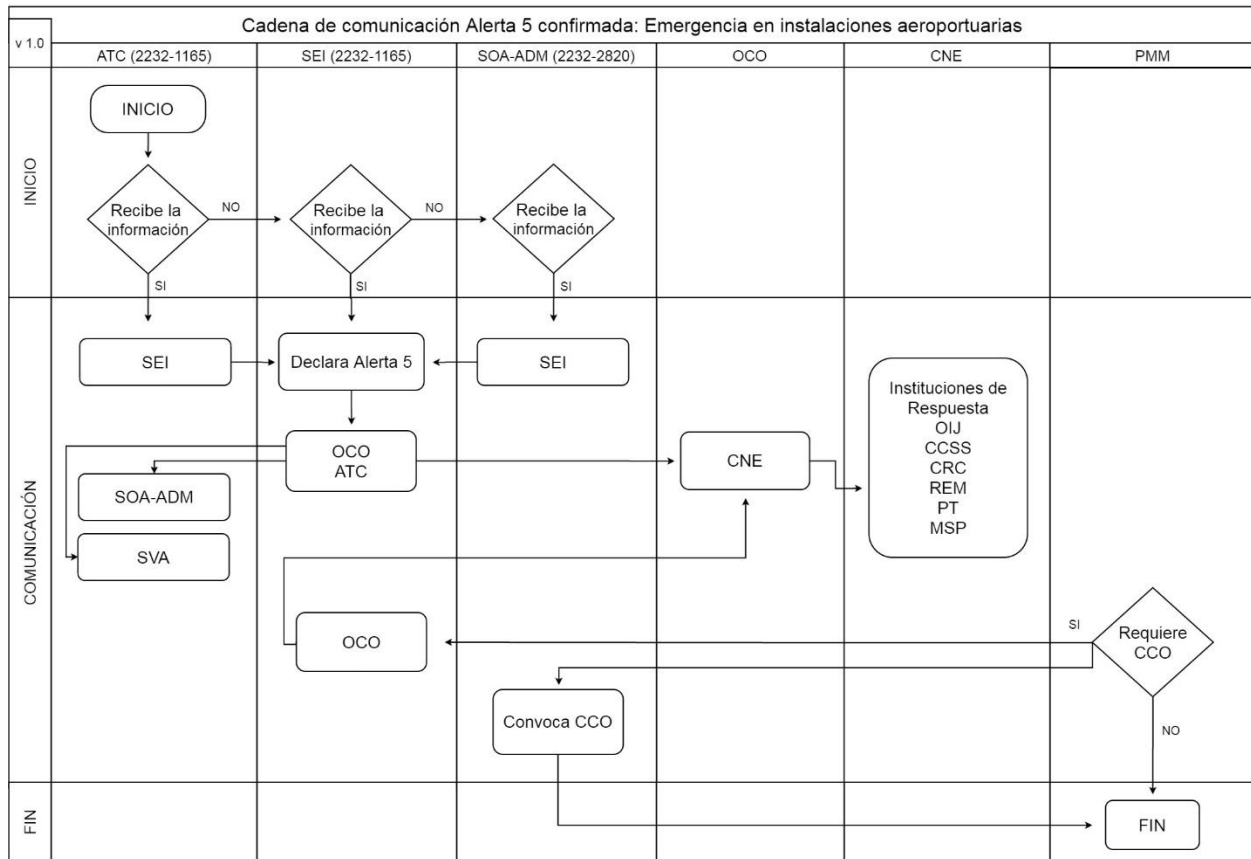 Cadena de comunicación Alerta 5 confirmada: Emergencia en instalaciones aeroportuarias
v 1.0
ATC (2232-1165)
SEI (2232-1165)
SOA-ADM (2232-2820)
OCO
CNE
PMM
INICIO
INICIO
Recibe la
información
NO
Recibe la
información
NO
Recibe la
información
SI
SI
SI
COMUNICACIÓN
SEI
Declara Alerta 5
SEI
OCO
ATC
CNE
Instituciones de
Respuesta
OIJ
CCSS
CRC
REM
PT
MSP
SOA-ADM
SVA
OCO
SI
Requiere
CCO
Convoca CCO
NO
FIN
FIN